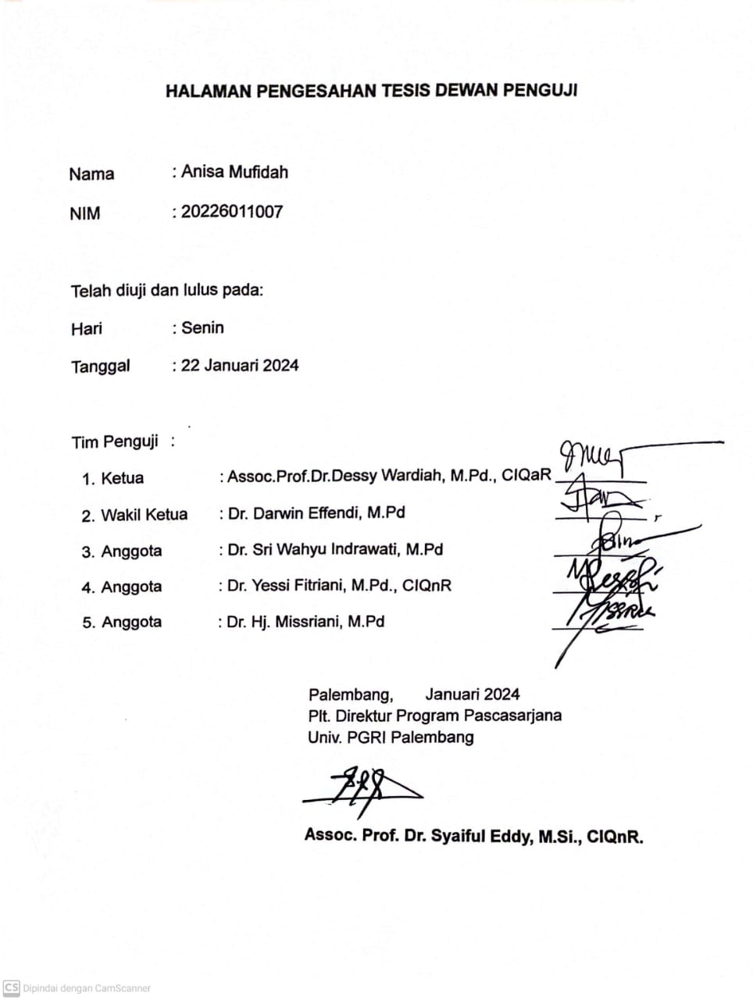 HALAMAN PENGESAHAN TESIS DEWAN PENGUJI
Nama : Anisa Mufidah
NIM : 20226011007
Telah diuji dan lulus pada:
Hari : Senin
Tanggal : 22 Januari 2024
Tim Penguji :
1. Ketua : Assoc.Prof.Dr.Dessy Wardiah, M.Pd., CIQaR
2. Wakil Ketua : Dr. Darwin Effendi, M.Pd
3. Anggota : Dr. Sri Wahyu Indrawati, M.Pd
4. Anggota : Dr. Yessi Fitriani, M.Pd., CIQnR
5. Anggota : Dr. Hj. Missriani, M.Pd
Palembang, Januari 2024
Plt. Direktur Program Pascasarjana
Univ. PGRI Palembang
Assoc. Prof. Dr. Syaiful Eddy, M.Si., CIQnR.
CS Dipindai dengan CamScanner